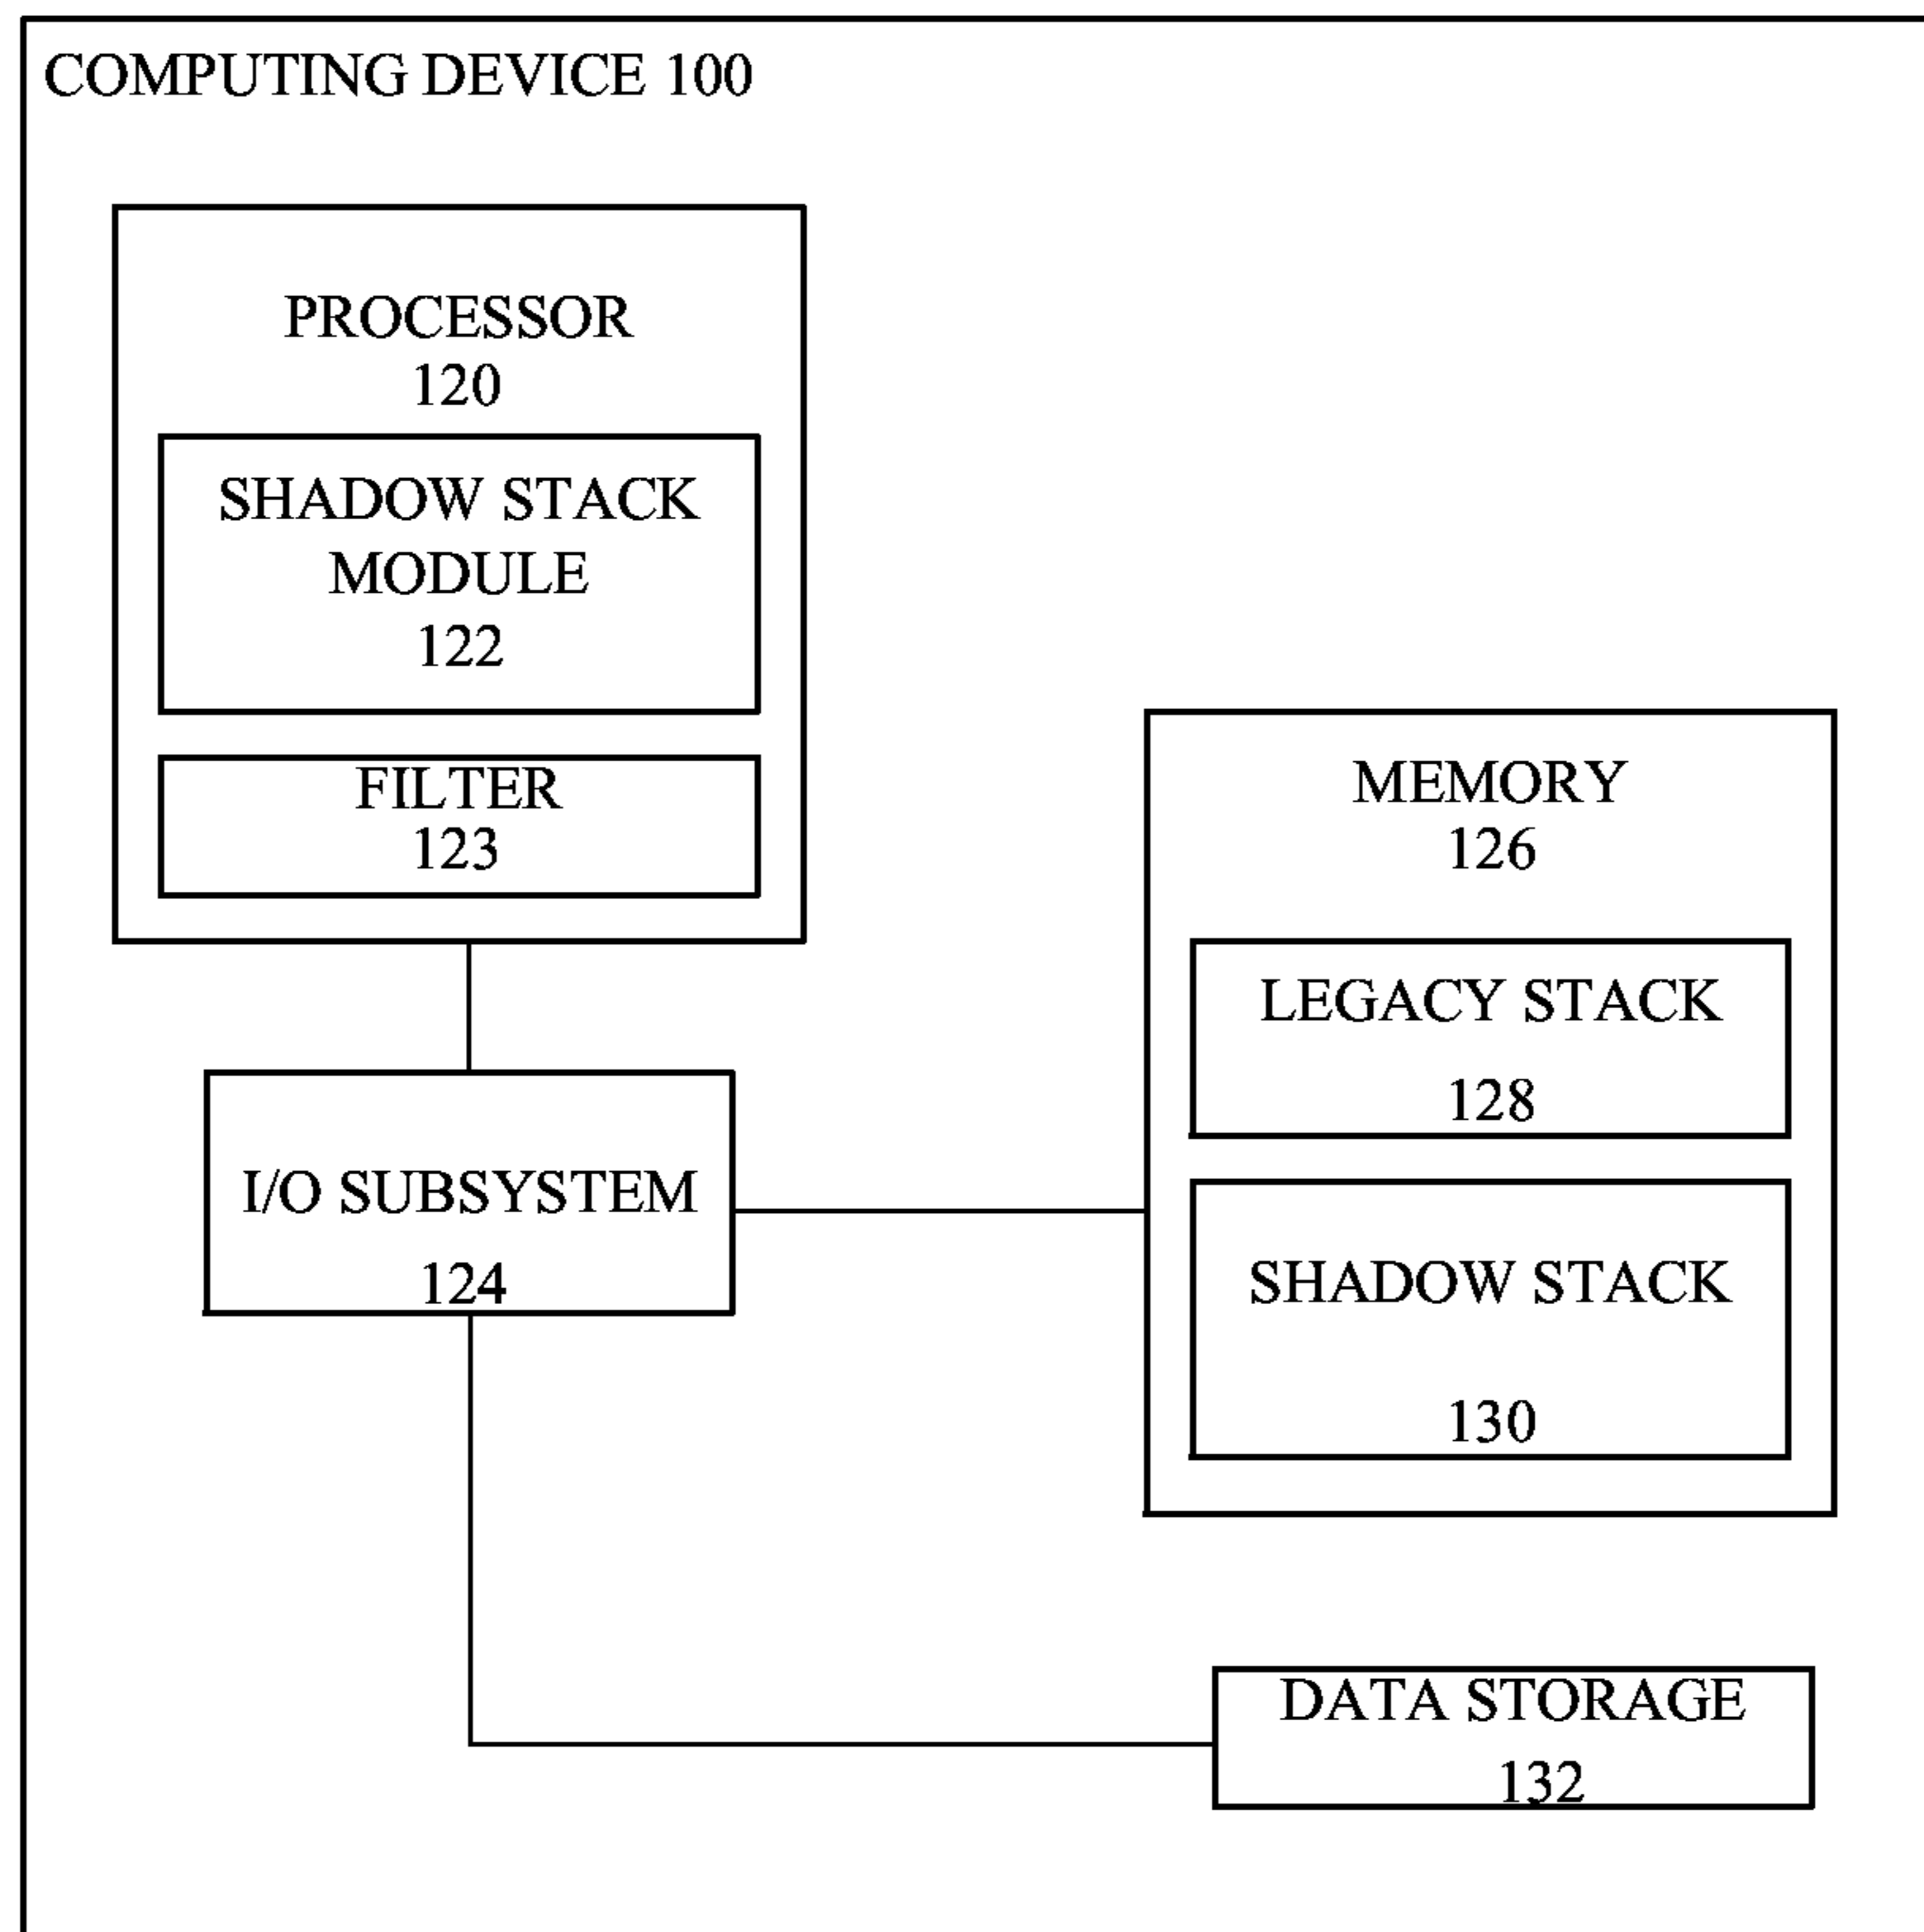 COMPUTING DEVICE 100
PROCESSOR
120
SHADOW STACK
MODULE
122
FILTER
123
MEMORY
126
LEGACY STACK
128
I/O SUBSYSTEM
124
SHADOW STACK
130
DATA STORAGE
132